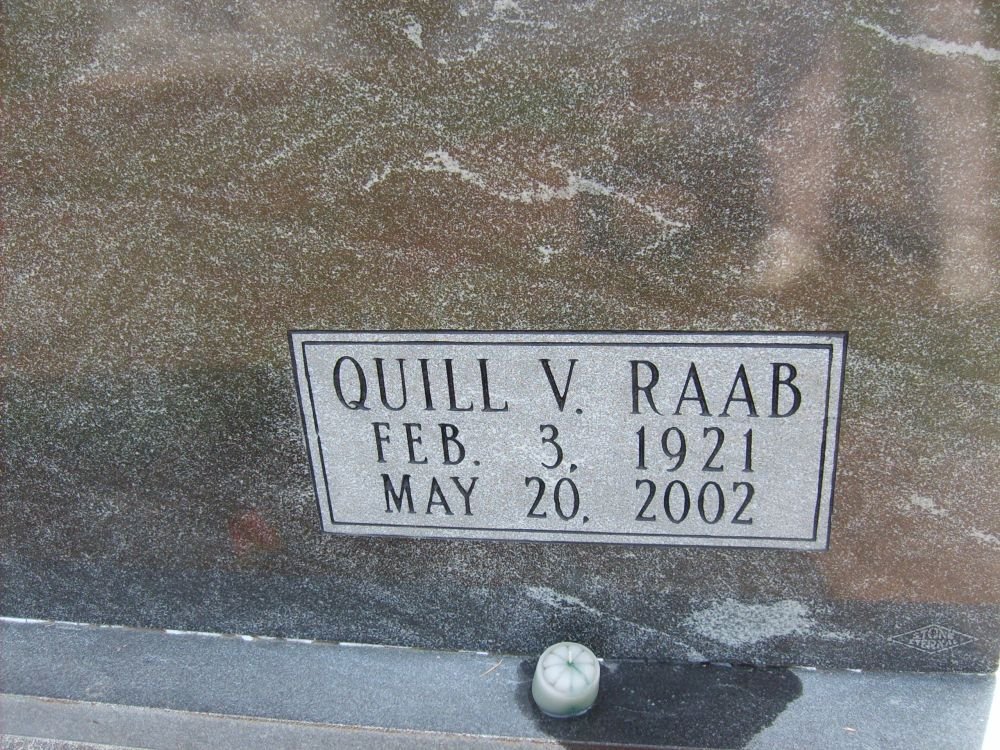 QUILL V. RAAB
FEB. 3, 1921
MAY 20, 2002